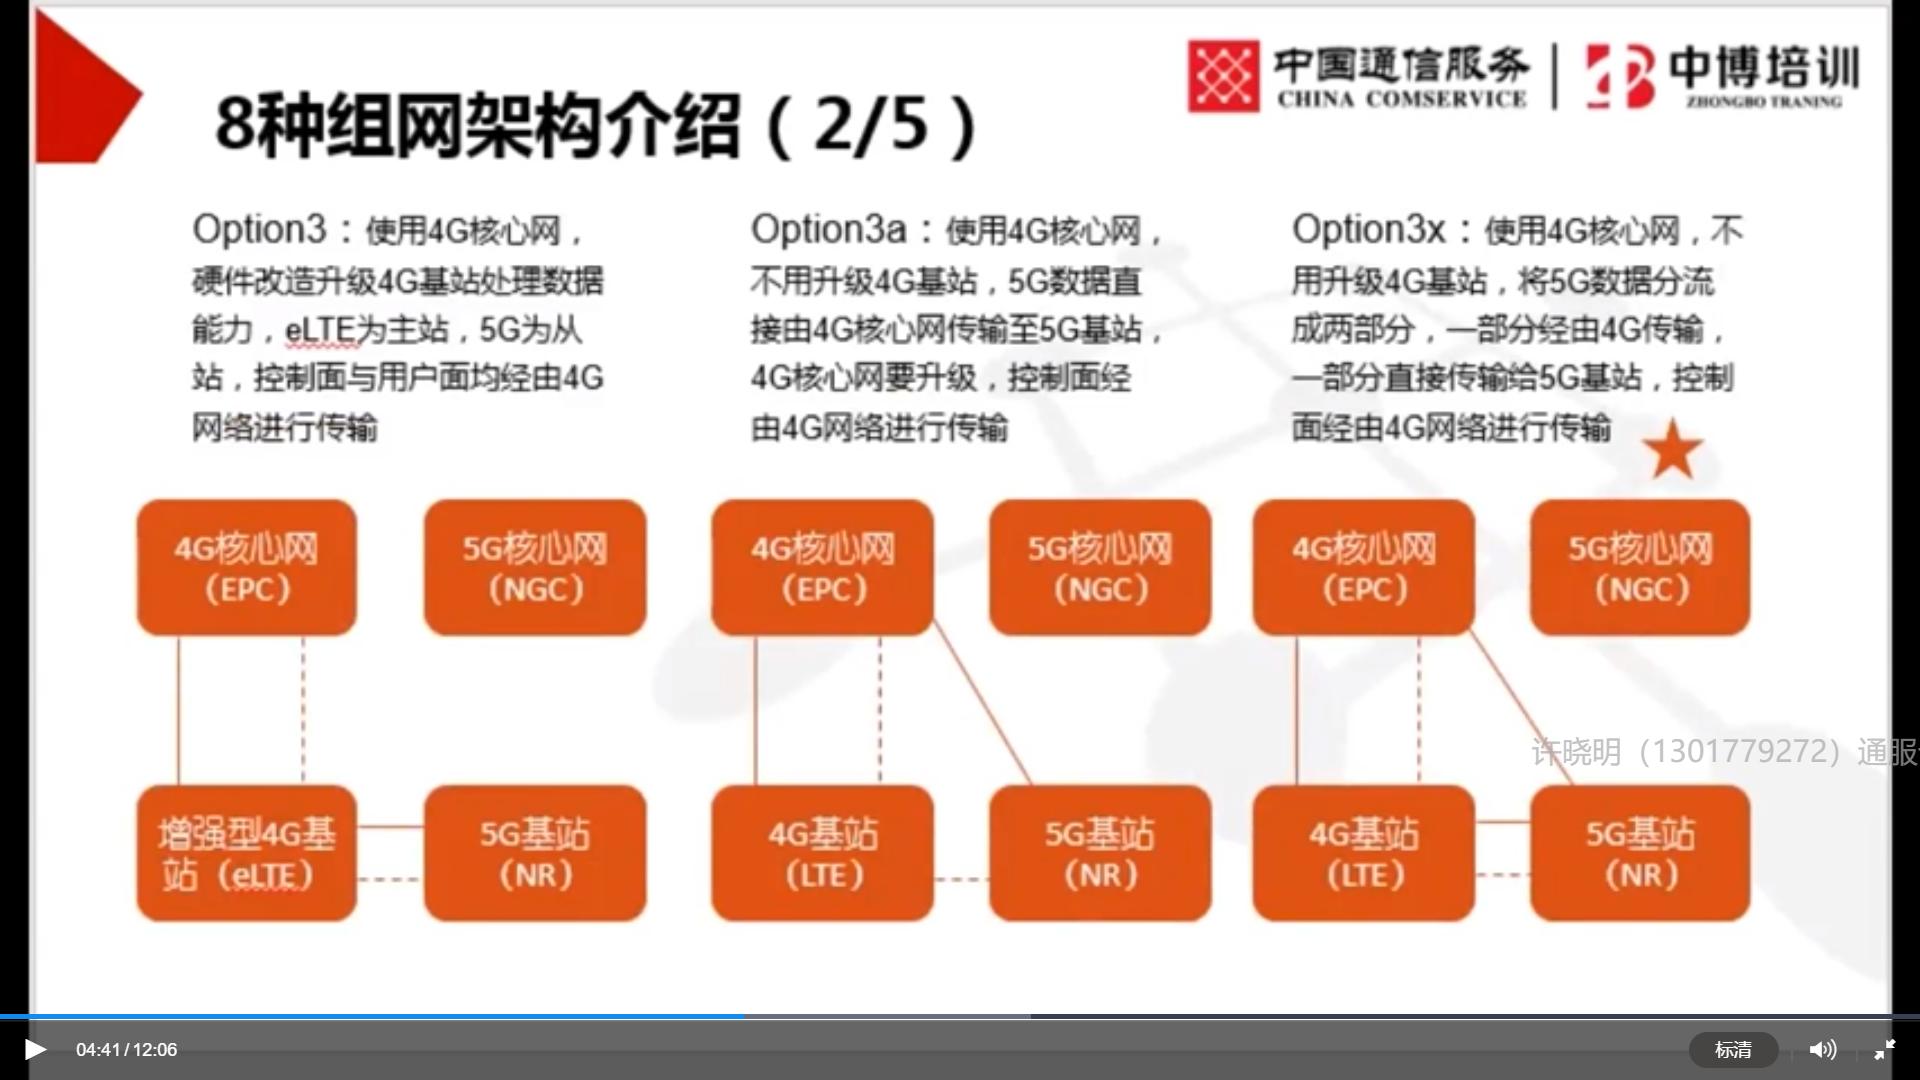 中国通信服务
CHINA COMSERVICE
中博培训
ZHONGBO TRANING
8种组网架构介绍（2/5）
Option3：使用4G核心网，
硬件改造升级4G基站处理数据
能力，eLTE为主站，5G为从
站，控制面与用户面均经由4G
网络进行传输
Option3a：使用4G核心网，
不用升级4G基站，5G数据直
接由4G核心网传输至5G基站，
4G核心网要升级，控制面经
由4G网络进行传输
Option3x：使用4G核心网，不
用升级4G基站，将5G数据分流
成两部分，一部分经由4G传输，
一部分直接传输给5G基站，控制
面经由4G网络进行传输
4G核心网
（EPC）
5G核心网
（NGC）
4G核心网
（EPC）
5G核心网
（NGC）
4G核心网
（EPC）
5G核心网
（NGC）
许晓明（1301779272）通服
增强型4G基
站（eLTE）
5G基站
（NR）
4G基站
（LTE）
5G基站
（NR）
4G基站
（LTE）
5G基站
（NR）
04:41/12:06
标清